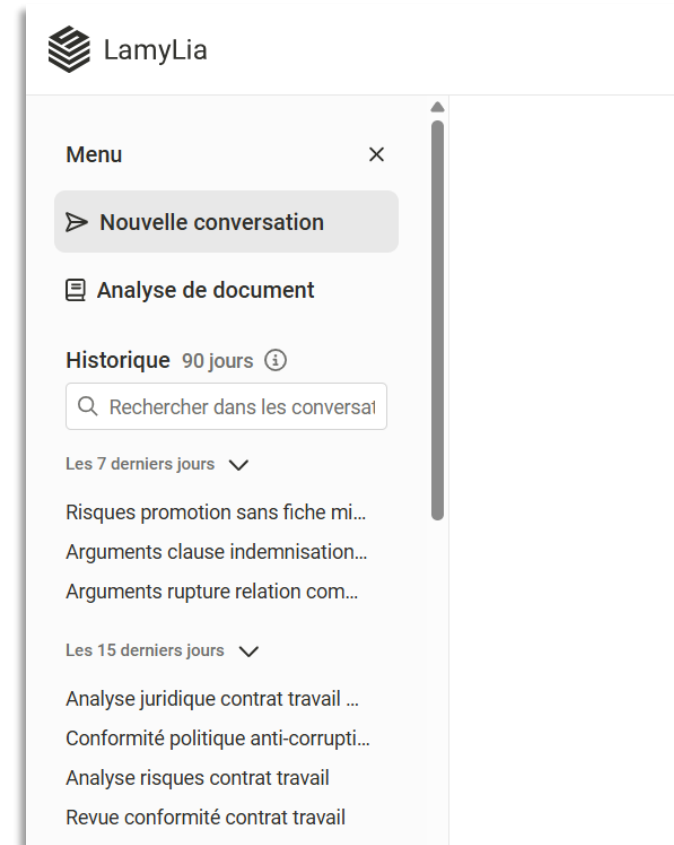 LamyLia
Menu
Nouvelle conversation
Analyse de document
Historique 90 jours
Rechercher dans les conversat
Les 7 derniers jours
Risques promotion sans fiche mi...
Arguments clause indemnisation...
Arguments rupture relation com...
Les 15 derniers jours
Analyse juridique contrat travail ...
Conformité politique anti-corrupti...
Analyse risques contrat travail
Revue conformité contrat travail